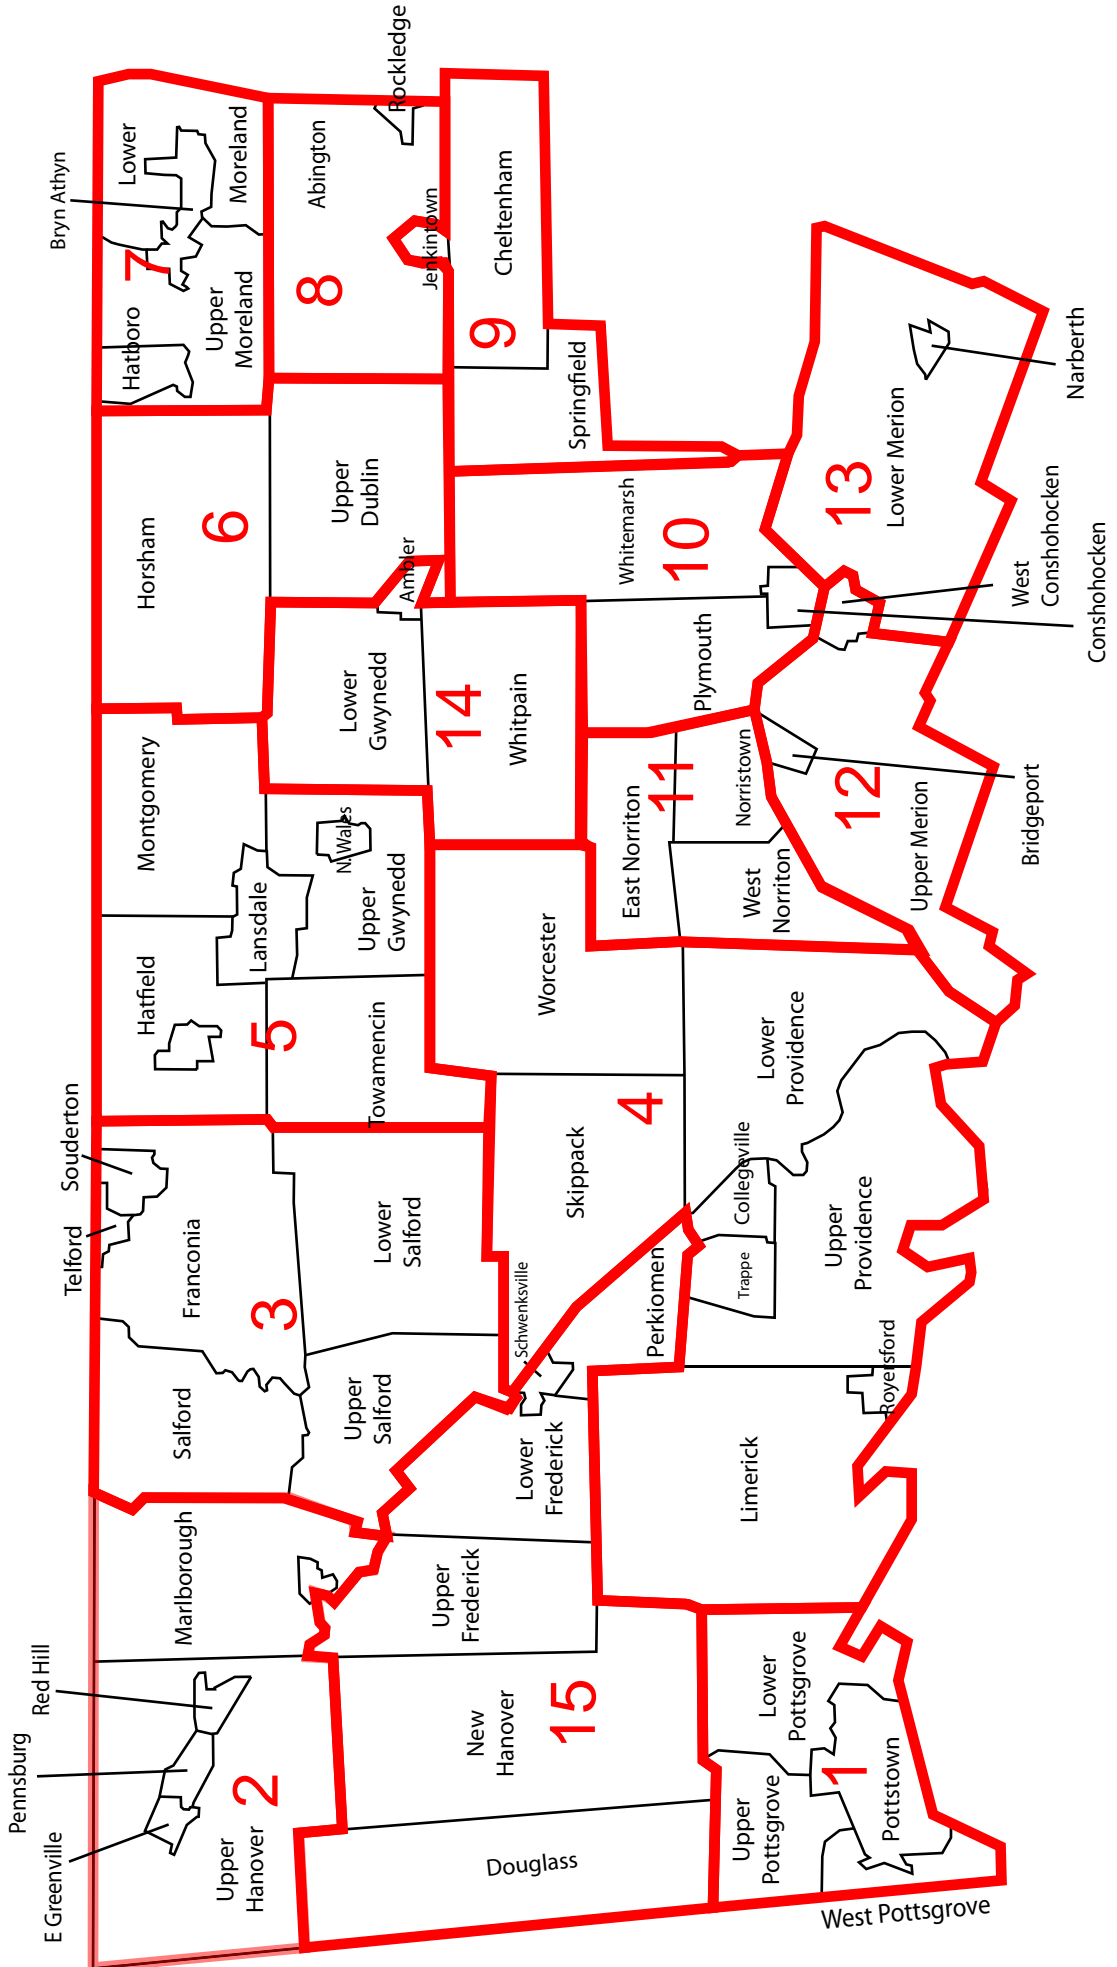 E Greenville
Pennsburg
Red Hill
Upper
Hanover
2
Marlborough
Salford
Upper
Salford
3
Franconia
Telford
Souderton
Lower
Salford
Hatfield
5
Towamencin
Lansdale
Montgomery
Upper
Gwynedd
N. Wales
Horsham
6
Upper
Dublin
Ambler
Lower
Gwynedd
14
Whitpain
Hatboro
7
Bryn Athyn
Lower
Moreland
Upper
Moreland
8
Abington
Rockledge
Jenkintown
9
Cheltenham
Springfield
Whitemarsh
10
Plymouth
Conshohocken
West
Conshohocken
13
Lower Merion
Narberth
East Norriton
11
Norristown
West
Norriton
12
Upper Merion
Bridgeport
Worcester
Skippack
4
Lower
Providence
Collegeville
Trappe
Upper
Providence
Royersford
Limerick
Schwenksville
Perkiomen
Lower
Frederick
Upper
Frederick
New
Hanover
15
Douglass
Upper
Pottsgrove
Lower
Pottsgrove
1
Pottstown
West Pottsgrove